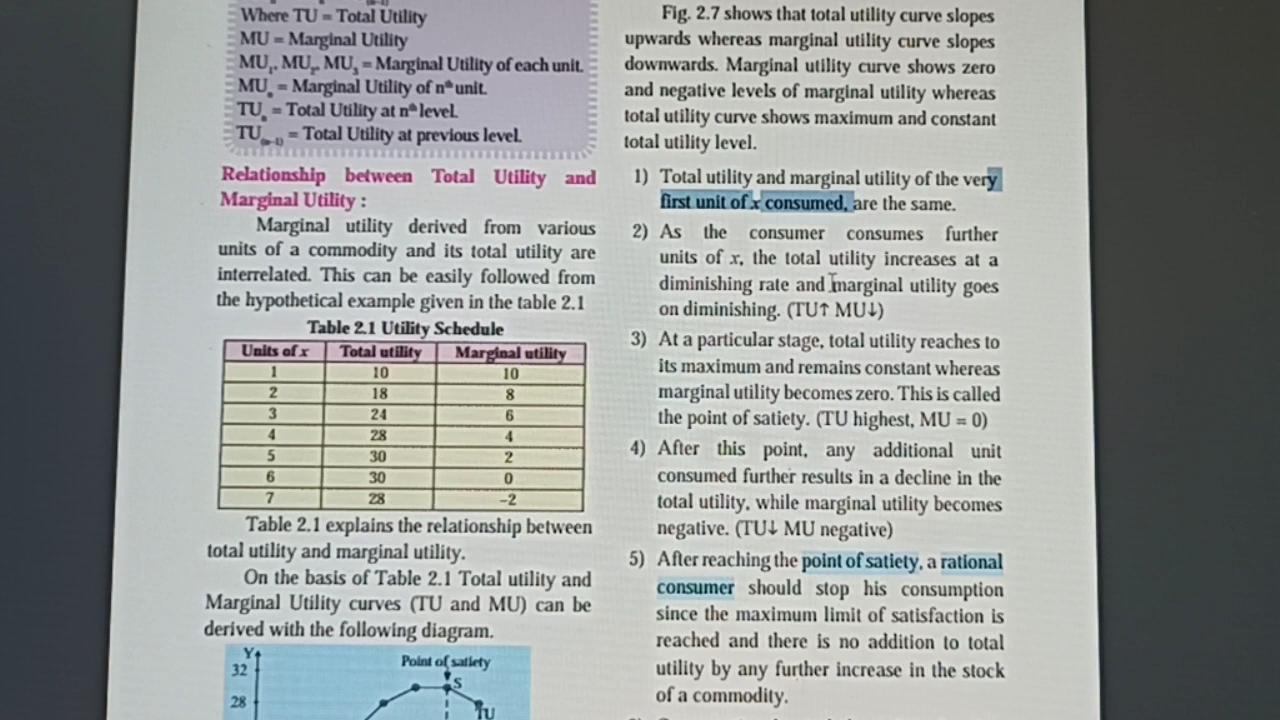 Where TU = Total Utility
MU = Marginal Utility
MU₁, MU₂, MU₃ = Marginal Utility of each unit.
MUₙ = Marginal Utility of nᵗʰ unit.
TUₙ = Total Utility at nᵗʰ level.
TU₍ₙ₋₁₎ = Total Utility at previous level.
Relationship between Total Utility and
Marginal Utility :
Marginal utility derived from various
units of a commodity and its total utility are
interrelated. This can be easily followed from
the hypothetical example given in the table 2.1
Table 2.1 Utility Schedule
Units of x Total utility Marginal utility
1 10 10
2 18 8
3 24 6
4 28 4
5 30 2
6 30 0
7 28 -2
Table 2.1 explains the relationship between
total utility and marginal utility.
On the basis of Table 2.1 Total utility and
Marginal Utility curves (TU and MU) can be
derived with the following diagram.
Y
32
Point of satiety
S
28
TU
Fig. 2.7 shows that total utility curve slopes
upwards whereas marginal utility curve slopes
downwards. Marginal utility curve shows zero
and negative levels of marginal utility whereas
total utility curve shows maximum and constant
total utility level.
1) Total utility and marginal utility of the very
first unit of x consumed, are the same.
2) As the consumer consumes further
units of x, the total utility increases at a
diminishing rate and marginal utility goes
on diminishing. (TU↑ MU↓)
3) At a particular stage, total utility reaches to
its maximum and remains constant whereas
marginal utility becomes zero. This is called
the point of satiety. (TU highest, MU = 0)
4) After this point, any additional unit
consumed further results in a decline in the
total utility, while marginal utility becomes
negative. (TU↓ MU negative)
5) After reaching the point of satiety, a rational
consumer should stop his consumption
since the maximum limit of satisfaction is
reached and there is no addition to total
utility by any further increase in the stock
of a commodity.